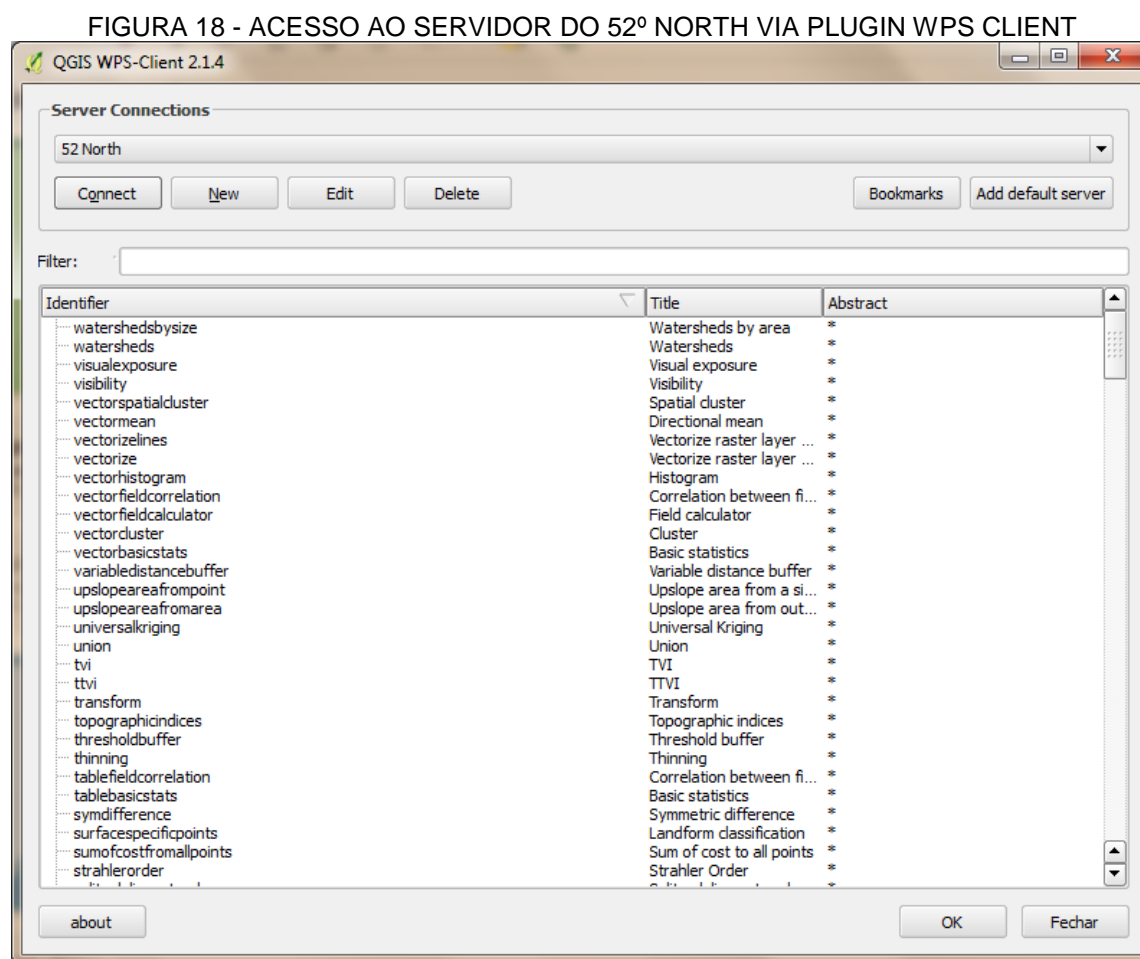 FIGURA 18 - ACESSO AO SERVIDOR DO 52º NORTH VIA PLUGIN WPS CLIENT
QGIS WPS-Client 2.1.4
Server Connections
52 North
Connect New Edit Delete Bookmarks Add default server
Filter:
Identifier Title Abstract
watershedsbysize Watersheds by area *
watersheds Watersheds *
visualexposure Visual exposure *
visibility Visibility *
vectorspatialcluster Spatial cluster *
vectormean Directional mean *
vectorizelines Vectorize raster layer ... *
vectorize Vectorize raster layer ... *
vectorhistogram Histogram *
vectorfieldcorrelation Correlation between fi... *
vectorfieldcalculator Field calculator *
vectorcluster Cluster *
vectorbasicstats Basic statistics *
variabledistancebuffer Variable distance buffer *
upslopeareafrompoint Upslope area from a si... *
upslopeareafromarea Upslope area from out... *
universalkriging Universal Kriging *
union Union *
tvi TVI *
ttvi TTVI *
transform Transform *
topographicindices Topographic indices *
thresholdbuffer Threshold buffer *
thinning Thinning *
tablefieldcorrelation Correlation between fi... *
tablebasicstats Basic statistics *
symdifference Symmetric difference *
surfacespecificpoints Landform classification *
sumofcostfromallpoints Sum of cost to all points *
strahlerorder Strahler Order *
about OK Fechar